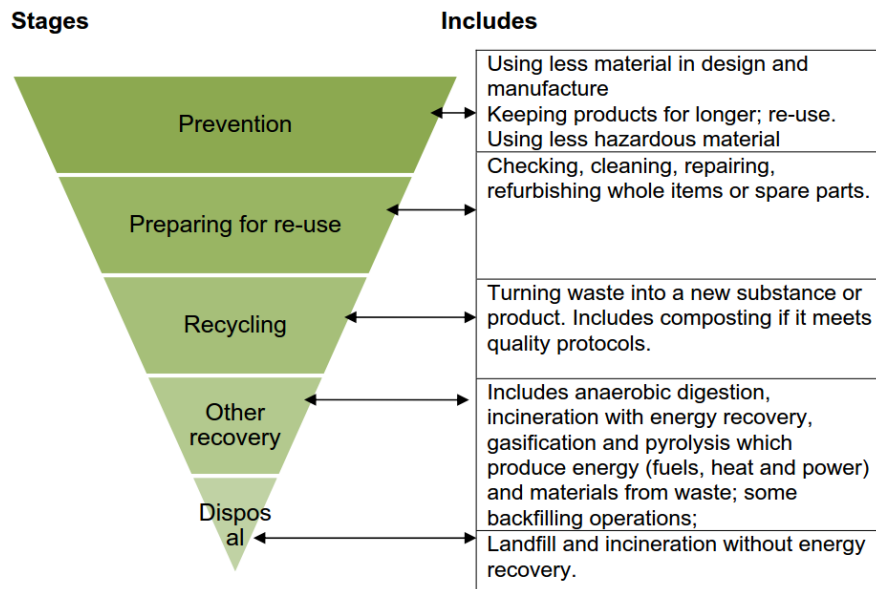 Stages
Includes
Prevention
Using less material in design and
manufacture
Keeping products for longer; re-use.
Using less hazardous material
Preparing for re-use
Checking, cleaning, repairing,
refurbishing whole items or spare parts.
Recycling
Turning waste into a new substance or
product. Includes composting if it meets
quality protocols.
Other
recovery
Includes anaerobic digestion,
incineration with energy recovery,
gasification and pyrolysis which
produce energy (fuels, heat and power)
and materials from waste; some
backfilling operations;
Dispos
al
Landfill and incineration without energy
recovery.